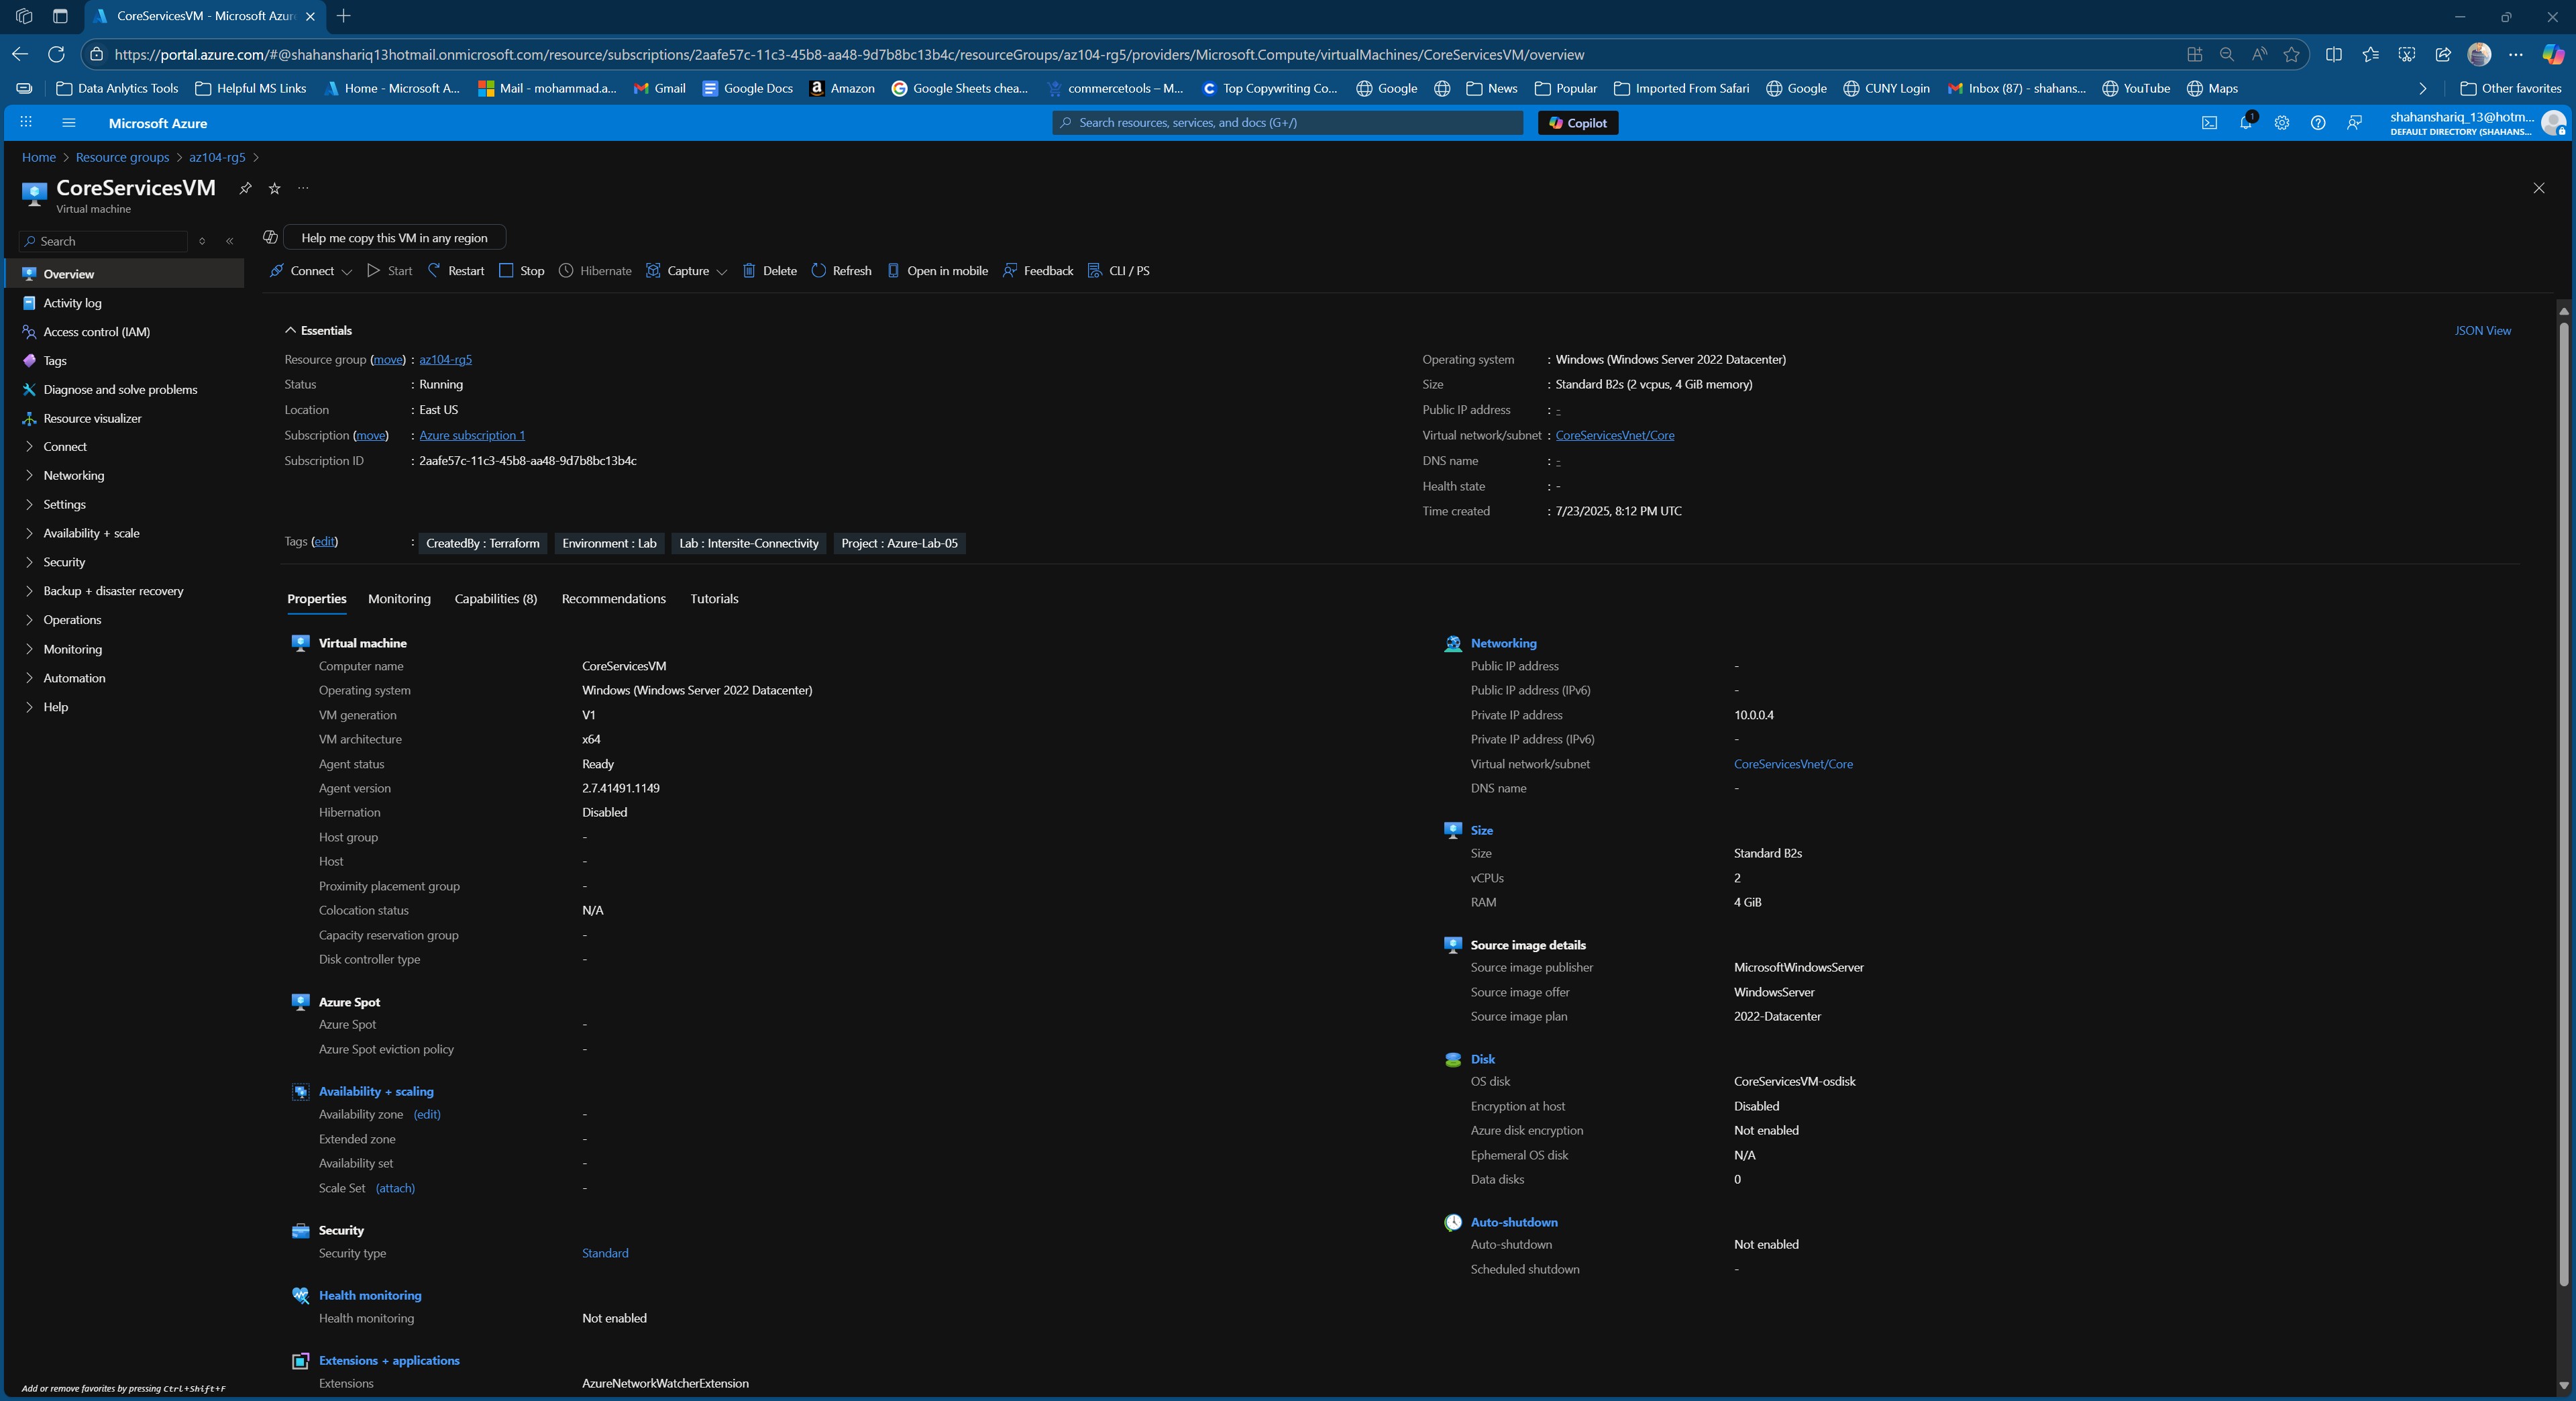 CoreServicesVM - Microsoft Azur
https://portal.azure.com/#@shahanshariq13hotmail.onmicrosoft.com/resource/subscriptions/2aafe57c-11c3-45b8-aa48-9d7b8bc13b4c/resourceGroups/az104-rg5/providers/Microsoft.Compute/virtualMachines/CoreServicesVM/overview
Data Anlytics Tools Helpful MS Links Home - Microsoft A... Mail - mohammad.a... Gmail Google Docs Amazon Google Sheets chea... commercetools – M... Top Copywriting Co... Google News Popular Imported From Safari Google CUNY Login Inbox (87) - shahans... YouTube Maps Other favorites
Microsoft Azure Search resources, services, and docs (G+/) Copilot 1 shahanshariq_13@hotm...
DEFAULT DIRECTORY (SHAHANS...
Home > Resource groups > az104-rg5 >
CoreServicesVM
Virtual machine
Search
Help me copy this VM in any region
Connect Start Restart Stop Hibernate Capture Delete Refresh Open in mobile Feedback CLI / PS
Overview
Activity log
Access control (IAM)
Tags
Diagnose and solve problems
Resource visualizer
Connect
Networking
Settings
Availability + scale
Security
Backup + disaster recovery
Operations
Monitoring
Automation
Help
Add or remove favorites by pressing Ctrl+Shift+F
Essentials
JSON View
Resource group (move) : az104-rg5
Status : Running
Location : East US
Subscription (move) : Azure subscription 1
Subscription ID : 2aafe57c-11c3-45b8-aa48-9d7b8bc13b4c
Operating system : Windows (Windows Server 2022 Datacenter)
Size : Standard B2s (2 vcpus, 4 GiB memory)
Public IP address : -
Virtual network/subnet : CoreServicesVnet/Core
DNS name : -
Health state : -
Time created : 7/23/2025, 8:12 PM UTC
Tags (edit) : CreatedBy : Terraform Environment : Lab Lab : Intersite-Connectivity Project : Azure-Lab-05
Properties Monitoring Capabilities (8) Recommendations Tutorials
Virtual machine
Computer name CoreServicesVM
Operating system Windows (Windows Server 2022 Datacenter)
VM generation V1
VM architecture x64
Agent status Ready
Agent version 2.7.41491.1149
Hibernation Disabled
Host group -
Host -
Proximity placement group -
Colocation status N/A
Capacity reservation group -
Disk controller type -
Azure Spot
Azure Spot -
Azure Spot eviction policy -
Availability + scaling
Availability zone (edit) -
Extended zone -
Availability set -
Scale Set (attach) -
Security
Security type Standard
Health monitoring
Health monitoring Not enabled
Extensions + applications
Extensions AzureNetworkWatcherExtension
Networking
Public IP address -
Public IP address (IPv6) -
Private IP address 10.0.0.4
Private IP address (IPv6) -
Virtual network/subnet CoreServicesVnet/Core
DNS name -
Size
Size Standard B2s
vCPUs 2
RAM 4 GiB
Source image details
Source image publisher MicrosoftWindowsServer
Source image offer WindowsServer
Source image plan 2022-Datacenter
Disk
OS disk CoreServicesVM-osdisk
Encryption at host Disabled
Azure disk encryption Not enabled
Ephemeral OS disk N/A
Data disks 0
Auto-shutdown
Auto-shutdown Not enabled
Scheduled shutdown -